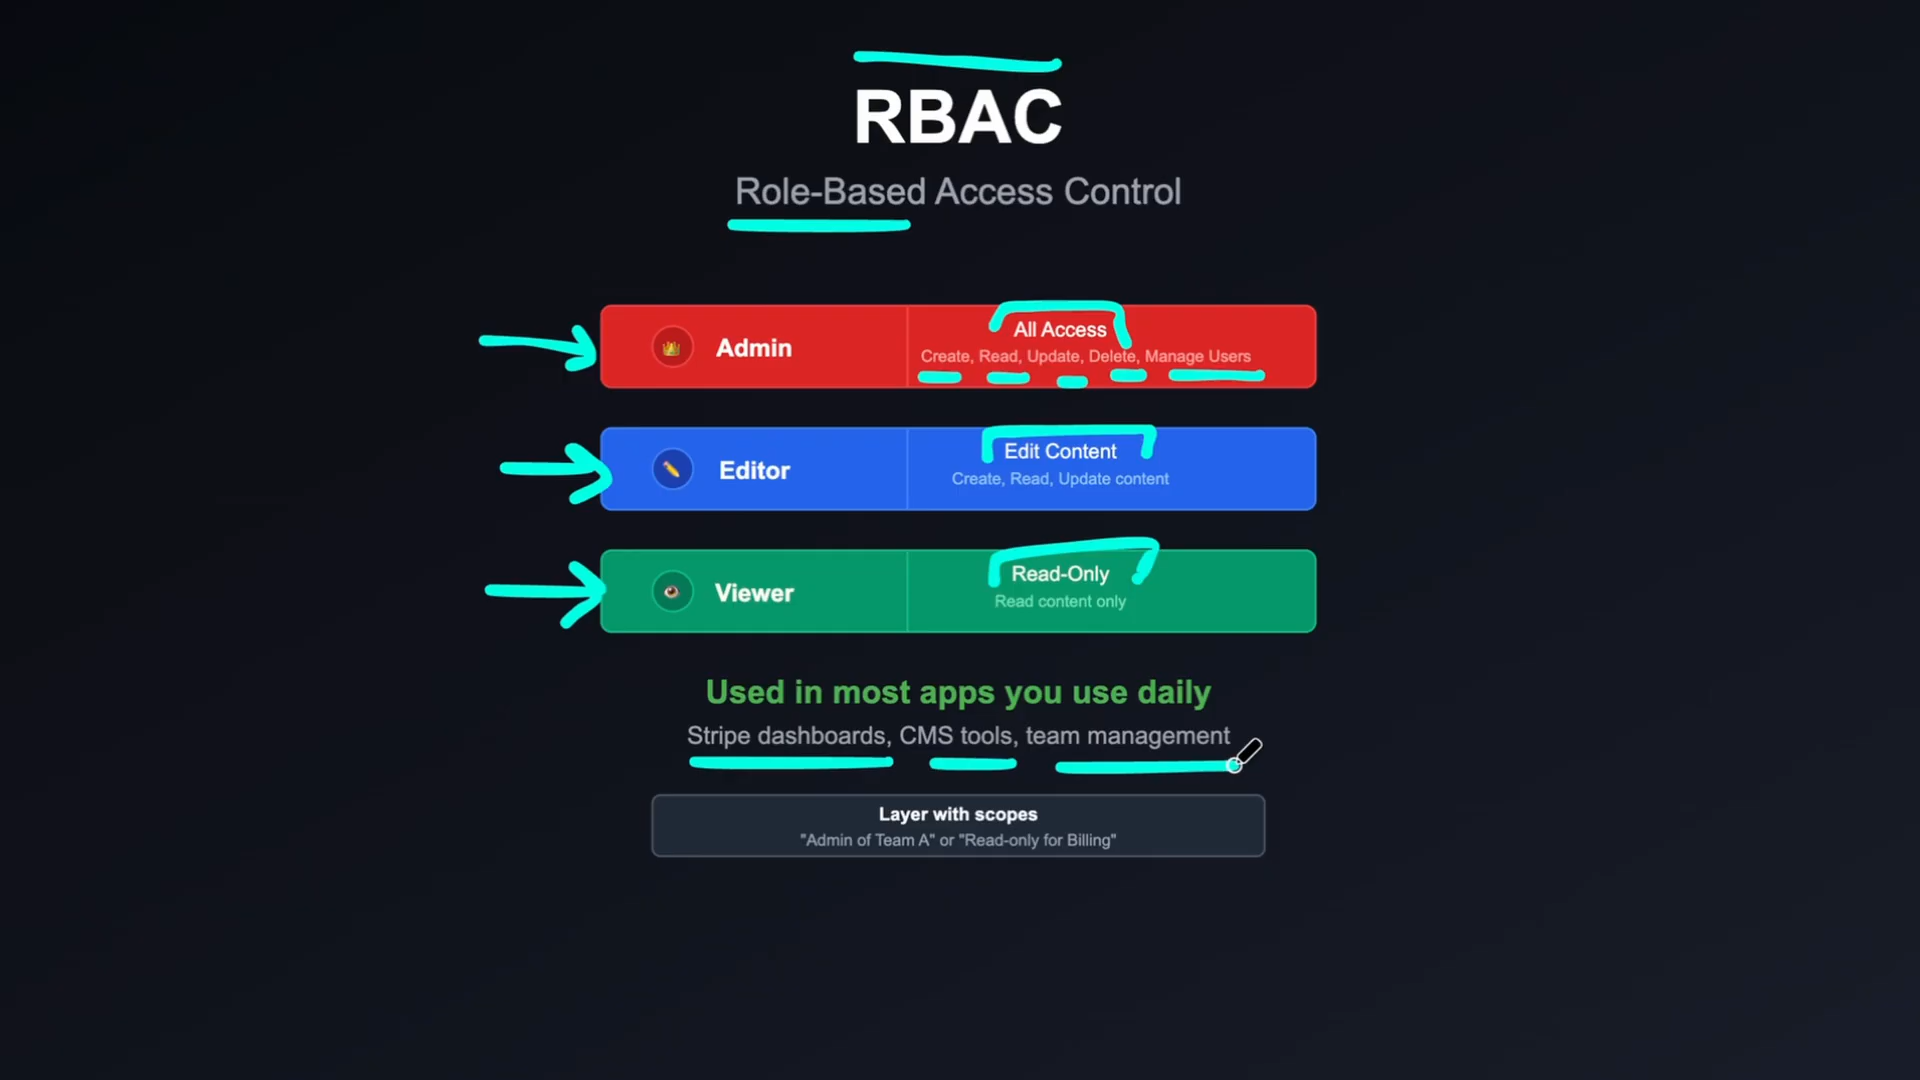 RBAC
Role-Based Access Control
Admin
All Access
Create, Read, Update, Delete, Manage Users
Editor
Edit Content
Create, Read, Update content
Viewer
Read-Only
Read content only
Used in most apps you use daily
Stripe dashboards, CMS tools, team management
Layer with scopes
"Admin of Team A" or "Read-only for Billing"